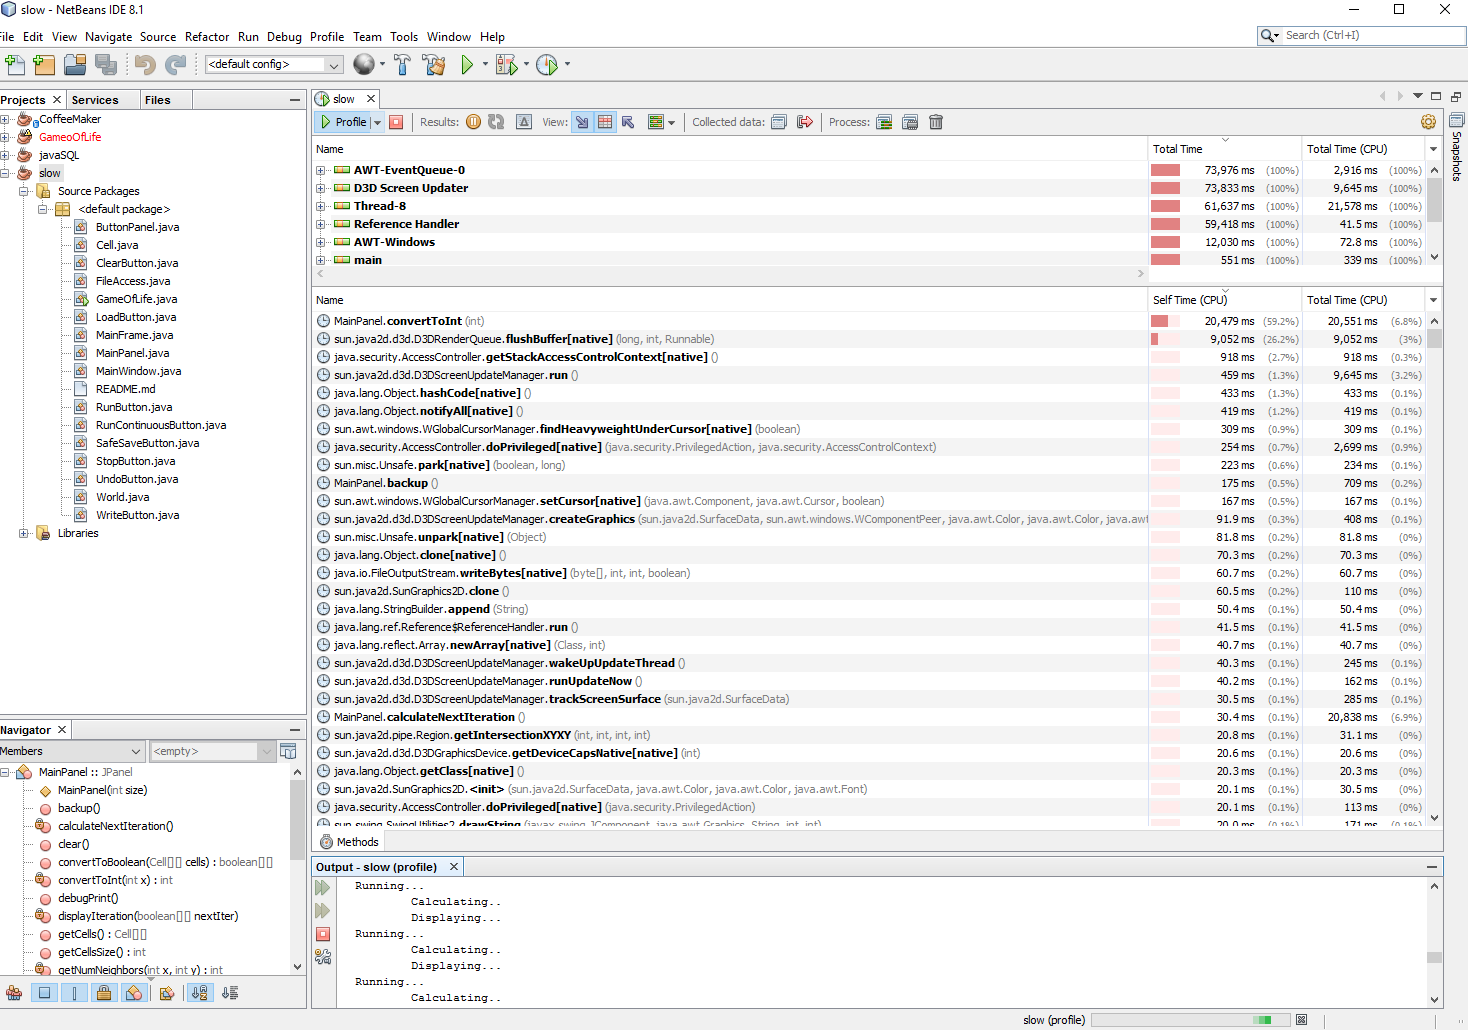 slow - NetBeans IDE 8.1
ile Edit View Navigate Source Refactor Run Debug Profile Team Tools Window Help
Search (Ctrl+I)
<default config>
Projects Services Files
CoffeeMaker
GameofLife
javaSQL
slow
Source Packages
<default package>
ButtonPanel.java
Cell.java
ClearButton.java
FileAccess.java
GameOfLife.java
LoadButton.java
MainFrame.java
MainPanel.java
MainWindow.java
README.md
RunButton.java
RunContinuousButton.java
SafeSaveButton.java
StopButton.java
UndoButton.java
World.java
WriteButton.java
Libraries
Navigator
Members <empty>
MainPanel :: JPanel
MainPanel(int size)
backup()
calculateNextIteration()
clear()
convertToBoolean(Cell[][] cells) : boolean[][]
convertToInt(int x) : int
debugPrint()
displayIteration(boolean[][] nextIter)
getCells() : Cell[][]
getCellsSize() : int
getNumNeighbors(int x, int y) : int
slow
Profile Results: View: Collected data: Process:
Snapshots
Name Total Time Total Time (CPU)
AWT-EventQueue-0 73,976 ms (100%) 2,916 ms (100%)
D3D Screen Updater 73,833 ms (100%) 9,645 ms (100%)
Thread-8 61,637 ms (100%) 21,578 ms (100%)
Reference Handler 59,418 ms (100%) 41.5 ms (100%)
AWT-Windows 12,030 ms (100%) 72.8 ms (100%)
main 551 ms (100%) 339 ms (100%)
Name Self Time (CPU) Total Time (CPU)
MainPanel.convertToInt (int) 20,479 ms (59.2%) 20,551 ms (6.8%)
sun.java2d.d3d.D3DRenderQueue.flushBuffer[native] (long, int, Runnable) 9,052 ms (26.2%) 9,052 ms (3%)
java.security.AccessController.getStackAccessControlContext[native] () 918 ms (2.7%) 918 ms (0.3%)
sun.java2d.d3d.D3DScreenUpdateManager.run () 459 ms (1.3%) 9,645 ms (3.2%)
java.lang.Object.hashCode[native] () 433 ms (1.3%) 433 ms (0.1%)
java.lang.Object.notifyAll[native] () 419 ms (1.2%) 419 ms (0.1%)
sun.awt.windows.WGlobalCursorManager.findHeavyweightUnderCursor[native] (boolean) 309 ms (0.9%) 309 ms (0.1%)
java.security.AccessController.doPrivileged[native] (java.security.PrivilegedAction, java.security.AccessControlContext) 254 ms (0.7%) 2,699 ms (0.9%)
sun.misc.Unsafe.park[native] (boolean, long) 223 ms (0.6%) 234 ms (0.1%)
MainPanel.backup () 175 ms (0.5%) 709 ms (0.2%)
sun.awt.windows.WGlobalCursorManager.setCursor[native] (java.awt.Component, java.awt.Cursor, boolean) 167 ms (0.5%) 167 ms (0.1%)
sun.java2d.d3d.D3DScreenUpdateManager.createGraphics (sun.java2d.SurfaceData, sun.awt.windows.WComponentPeer, java.awt.Color, java.awt.Color, java.awt 91.9 ms (0.3%) 408 ms (0.1%)
sun.misc.Unsafe.unpark[native] (Object) 81.8 ms (0.2%) 81.8 ms (0%)
java.lang.Object.clone[native] () 70.3 ms (0.2%) 70.3 ms (0%)
java.io.FileOutputStream.writeBytes[native] (byte[], int, int, boolean) 60.7 ms (0.2%) 60.7 ms (0%)
sun.java2d.SunGraphics2D.clone () 60.5 ms (0.2%) 110 ms (0%)
java.lang.StringBuilder.append (String) 50.4 ms (0.1%) 50.4 ms (0%)
java.lang.ref.Reference$ReferenceHandler.run () 41.5 ms (0.1%) 41.5 ms (0%)
java.lang.reflect.Array.newArray[native] (Class, int) 40.7 ms (0.1%) 40.7 ms (0%)
sun.java2d.d3d.D3DScreenUpdateManager.wakeUpUpdateThread () 40.3 ms (0.1%) 245 ms (0.1%)
sun.java2d.d3d.D3DScreenUpdateManager.runUpdateNow () 40.2 ms (0.1%) 162 ms (0.1%)
sun.java2d.d3d.D3DScreenUpdateManager.trackScreenSurface (sun.java2d.SurfaceData) 30.5 ms (0.1%) 285 ms (0.1%)
MainPanel.calculateNextIteration () 30.4 ms (0.1%) 20,838 ms (6.9%)
sun.java2d.pipe.Region.getIntersectionXYXY (int, int, int, int) 20.8 ms (0.1%) 31.1 ms (0%)
sun.java2d.d3d.D3DGraphicsDevice.getDeviceCapsNative[native] (int) 20.6 ms (0.1%) 20.6 ms (0%)
java.lang.Object.getClass[native] () 20.3 ms (0.1%) 20.3 ms (0%)
sun.java2d.SunGraphics2D.<init> (sun.java2d.SurfaceData, java.awt.Color, java.awt.Color, java.awt.Font) 20.1 ms (0.1%) 30.5 ms (0%)
java.security.AccessController.doPrivileged[native] (java.security.PrivilegedAction) 20.1 ms (0.1%) 113 ms (0%)
sun.swing.SwingUtilities2.drawString (javax.swing.JComponent, java.awt.Graphics, String, int, int) 20.0 ms (0.1%) 171 ms (0.1%)
Methods
Output - slow (profile)
Running...
Calculating..
Displaying...
Running...
Calculating..
Displaying...
Running...
Calculating..
slow (profile)